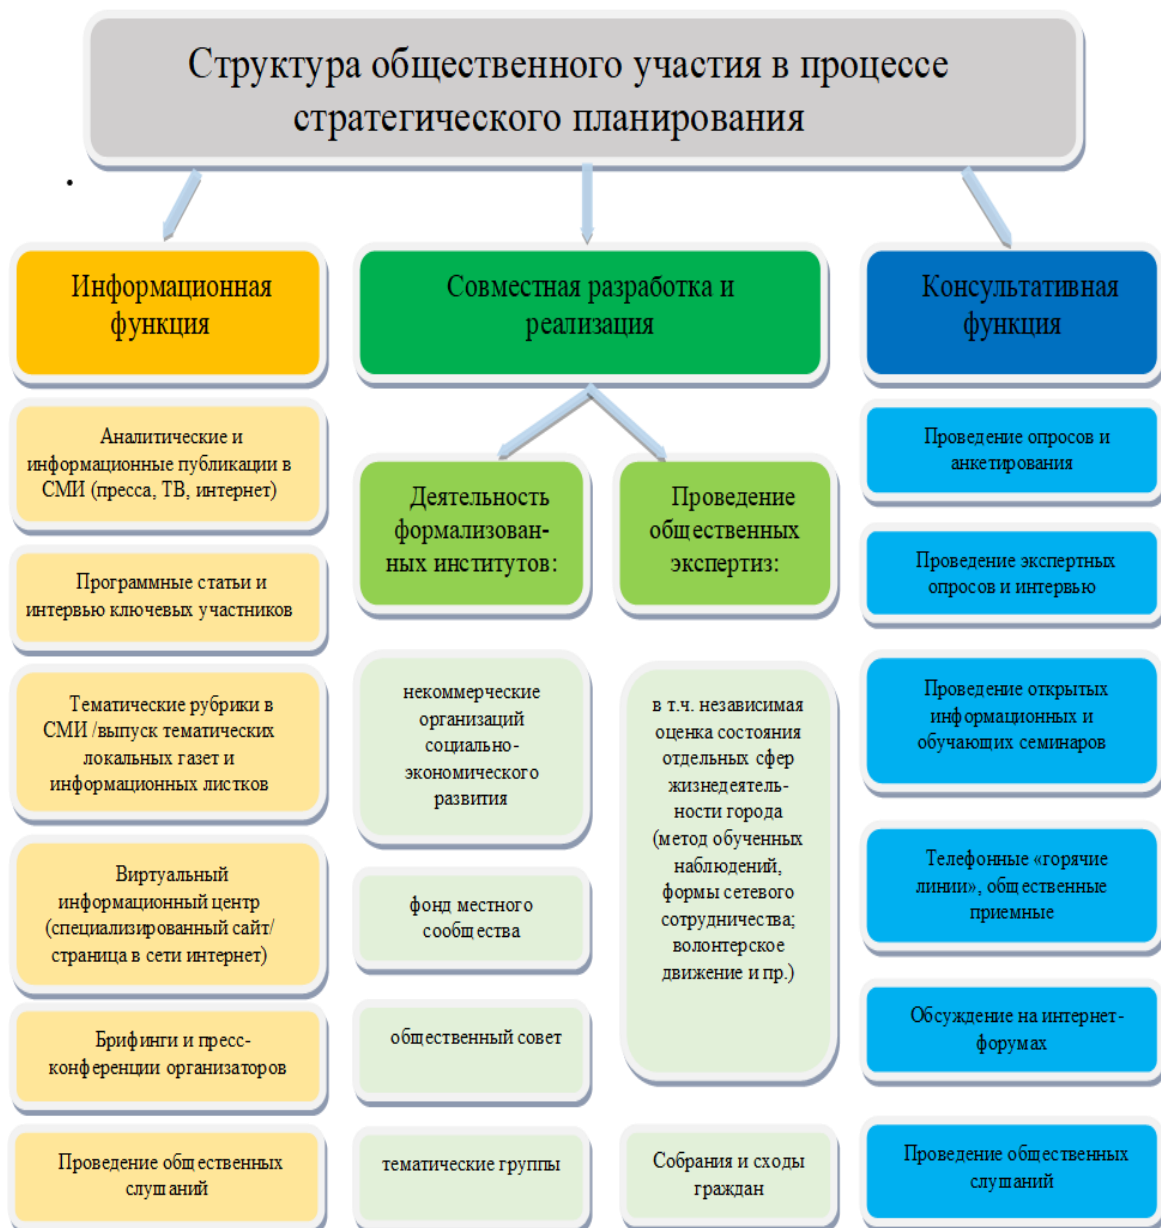 Структура общественного участия в процессе
стратегического планирования
.
Информационная
функция
Аналитические и
информационные публикации в
СМИ (пресса, ТВ, интернет)
Программные статьи и
интервью ключевых участников
Тематические рубрики в
СМИ /выпуск тематических
локальных газет и
информационных листков
Виртуальный
информационный центр
(специализированный сайт/
страница в сети интернет)
Брифинги и пресс-
конференции организаторов
Проведение общественных
слушаний
Совместная разработка и
реализация
Деятельность
формализован-
ных институтов:
некоммерческие
организаций
социально-
экономического
развития
фонд местного
сообщества
общественный совет
тематические группы
Проведение
общественных
экспертиз:
в т.ч. независимая
оценка состояния
отдельных сфер
жизнедеятель-
ности города
(метод обученных
наблюдений,
формы сетевого
сотрудничества;
волонтерское
движение и пр.)
Собрания и сходы
граждан
Консультативная
функция
Проведение опросов и
анкетирования
Проведение экспертных
опросов и интервью
Проведение открытых
информационных и
обучающих семинаров
Телефонные «горячие
линии», общественные
приемные
Обсуждение на интернет-
форумах
Проведение общественных
слушаний